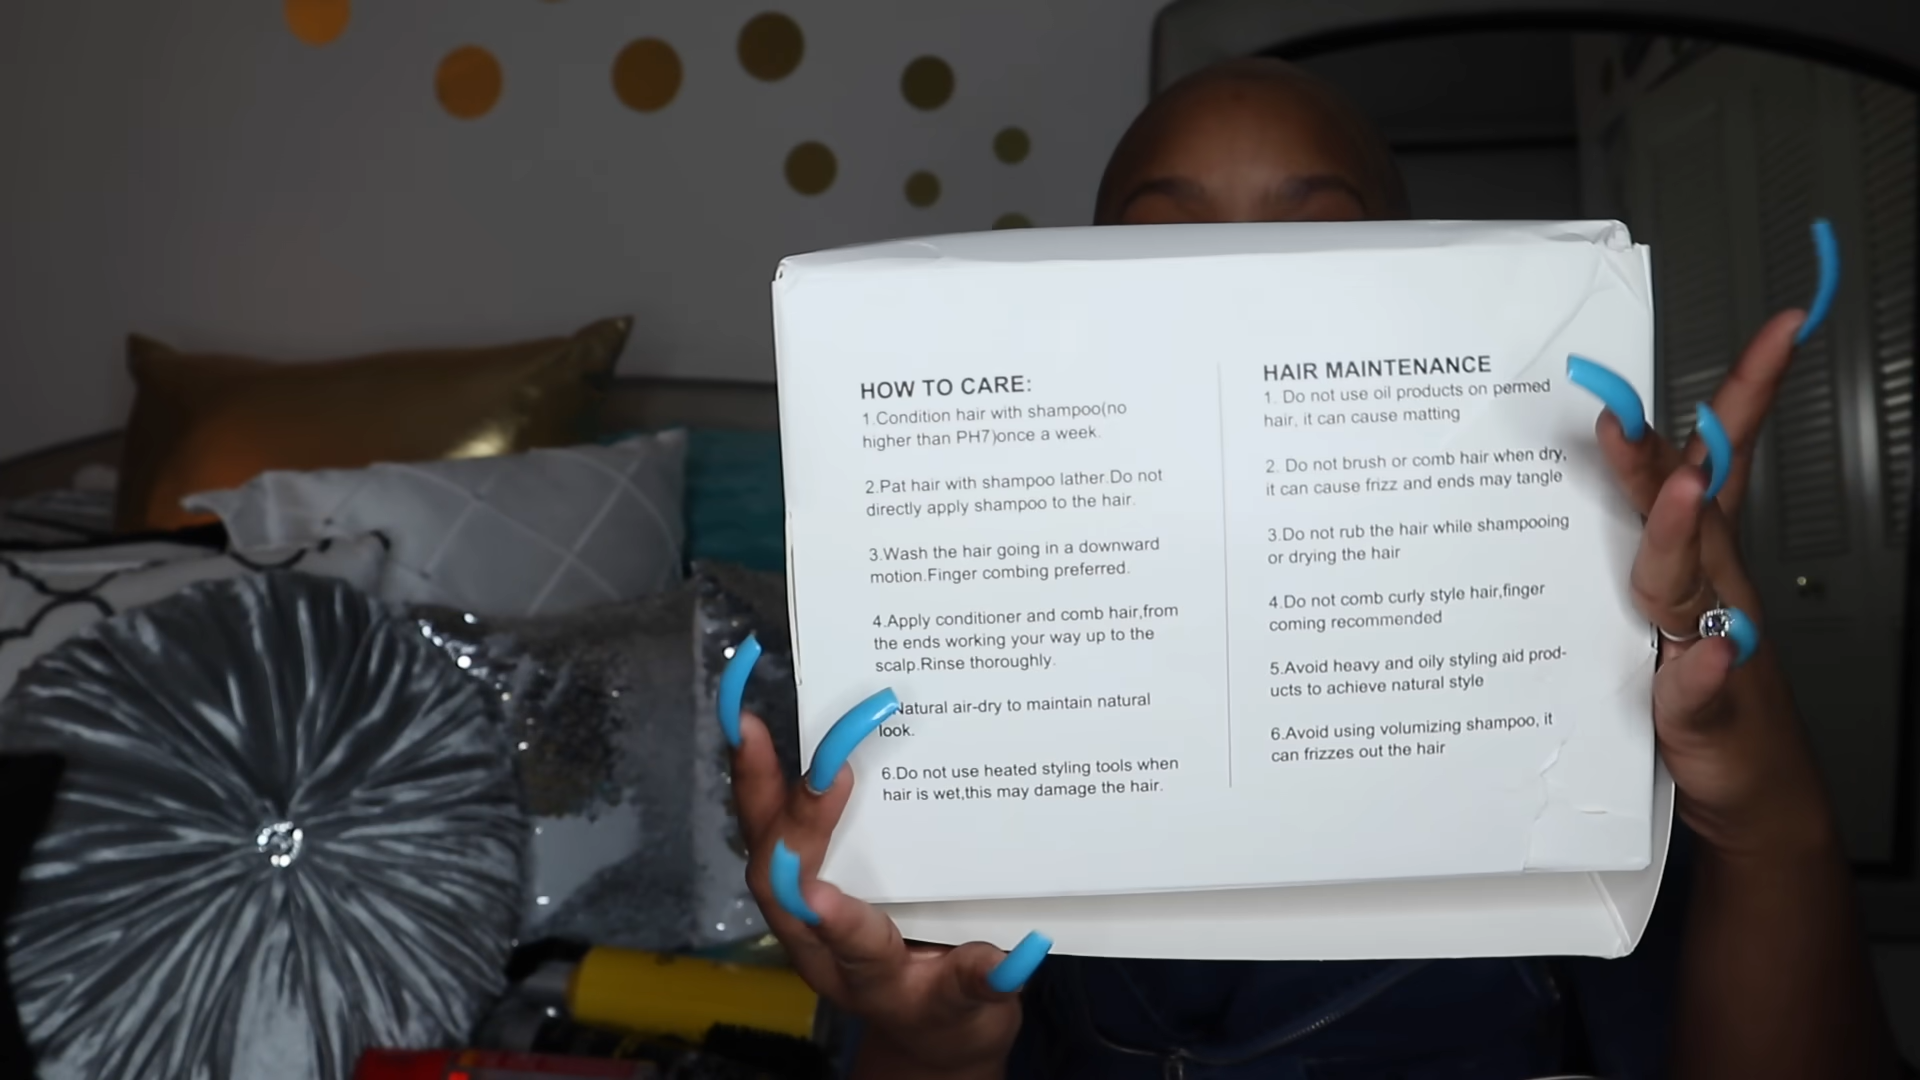 HOW TO CARE:
1.Condition hair with shampoo(no
higher than PH7)once a week.
2.Pat hair with shampoo lather.Do not
directly apply shampoo to the hair.
3.Wash the hair going in a downward
motion.Finger combing preferred.
4.Apply conditioner and comb hair,from
the ends working your way up to the
scalp.Rinse thoroughly.
Natural air-dry to maintain natural
look.
6.Do not use heated styling tools when
hair is wet,this may damage the hair.
HAIR MAINTENANCE
1. Do not use oil products on permed
hair, it can cause matting
2. Do not brush or comb hair when dry,
it can cause frizz and ends may tangle
3.Do not rub the hair while shampooing
or drying the hair
4.Do not comb curly style hair,finger
coming recommended
5.Avoid heavy and oily styling aid prod-
ucts to achieve natural style
6.Avoid using volumizing shampoo, it
can frizzes out the hair